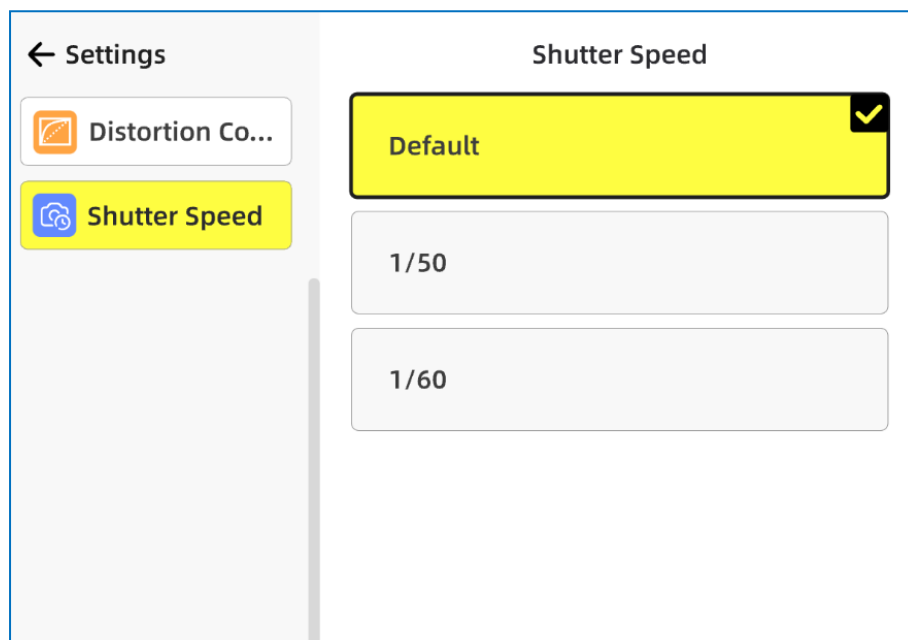 Settings
Distortion Co...
Shutter Speed
Shutter Speed
Default
1/50
1/60